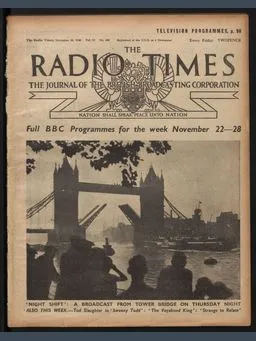 TELEVISION PROGRAMMES, p. 90
Every Friday TWOPENCE
THE
RADIO TIMES
THE JOURNAL OF THE BRITISH BROADCASTING CORPORATION
NATION SHALL SPEAK PEACE UNTO NATION
Full BBC Programmes for the week November 22—28
"NIGHT SHIFT": A BROADCAST FROM TOWER BRIDGE ON THURSDAY NIGHT
ALSO THIS WEEK—Tod Slaughter in 'Sweeney Todd': 'The Vagabond King': 'Strange to Relate'